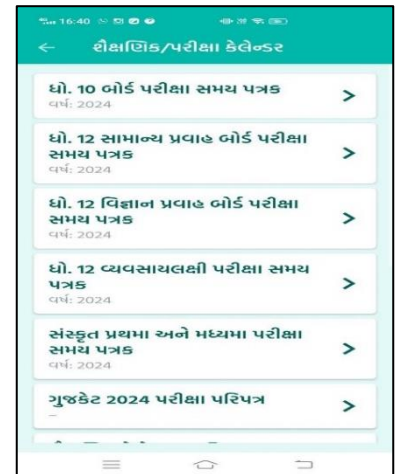 16:40
શૈક્ષણિક/પરીક્ષા કેલેન્ડર
ધો. 10 બોર્ડ પરીક્ષા સમય પત્રક
વર્ષ: 2024
ધો. 12 સામાન્ય પ્રવાહ બોર્ડ પરીક્ષા
સમય પત્રક
વર્ષ: 2024
ધો. 12 વિજ્ઞાન પ્રવાહ બોર્ડ પરીક્ષા
સમય પત્રક
વર્ષ: 2024
ધો. 12 વ્યવસાયલક્ષી પરીક્ષા સમય
પત્રક
વર્ષ: 2024
સંસ્કૃત પ્રથમા અને મધ્યમા પરીક્ષા
સમય પત્રક
વર્ષ: 2024
ગુજકેટ 2024 પરીક્ષા પરિપત્ર
–